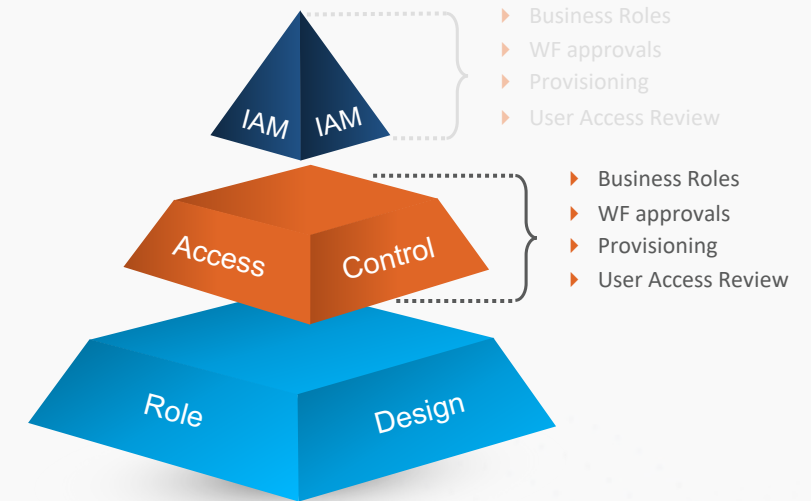 Business Roles
WF approvals
Provisioning
User Access Review
IAM IAM
Business Roles
WF approvals
Provisioning
User Access Review
Access Control
Role Design